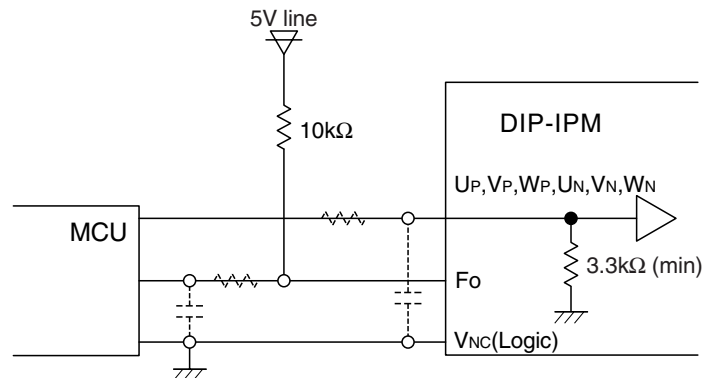 5V line
10kΩ
DIP-IPM
UP,VP,WP,UN,VN,WN
MCU
3.3kΩ (min)
Fo
VNC(Logic)